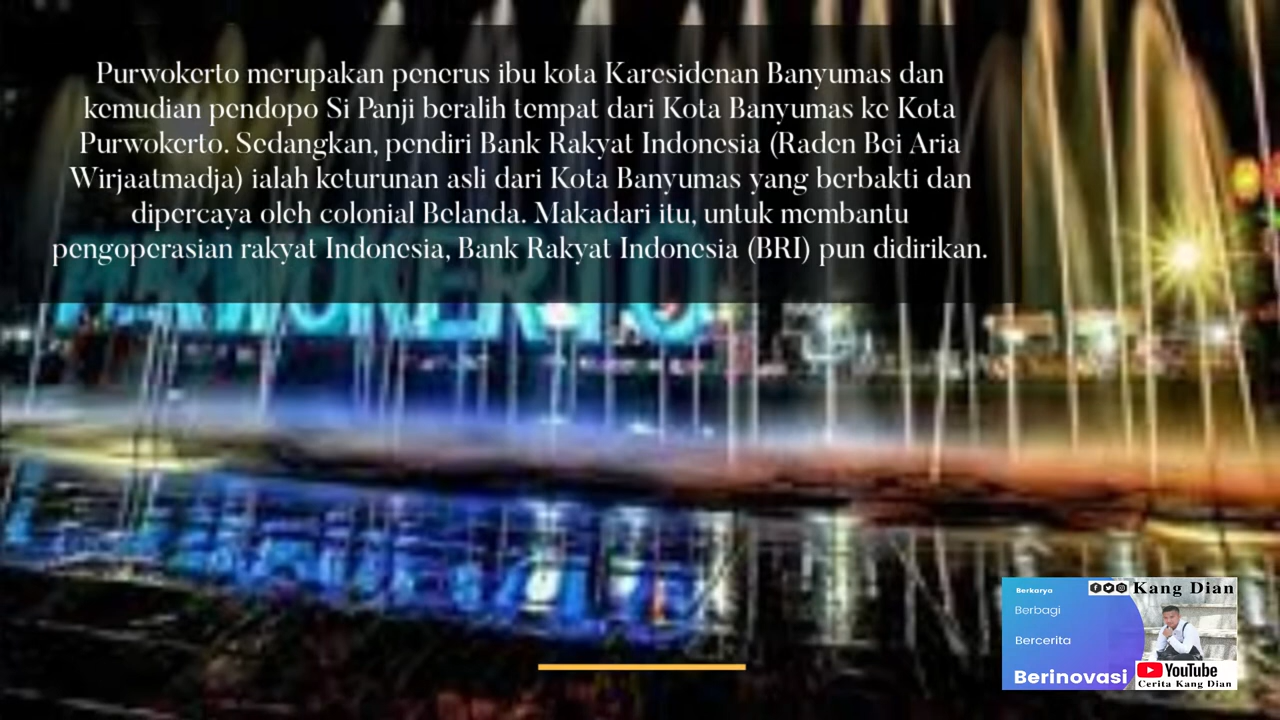 Purwokerto merupakan penerus ibu kota Karesidenan Banyumas dan
kemudian pendopo Si Panji beralih tempat dari Kota Banyumas ke Kota
Purwokerto. Sedangkan, pendiri Bank Rakyat Indonesia (Raden Bei Aria
Wirjaatmadja) ialah keturunan asli dari Kota Banyumas yang berbakti dan
dipercaya oleh colonial Belanda. Makadari itu, untuk membantu
pengoperasian rakyat Indonesia, Bank Rakyat Indonesia (BRI) pun didirikan.
PURWOKERTO
Berkarya
Kang Dian
Berbagi
Bercerita
Berinovasi
YouTube
Cerita Kang Dian